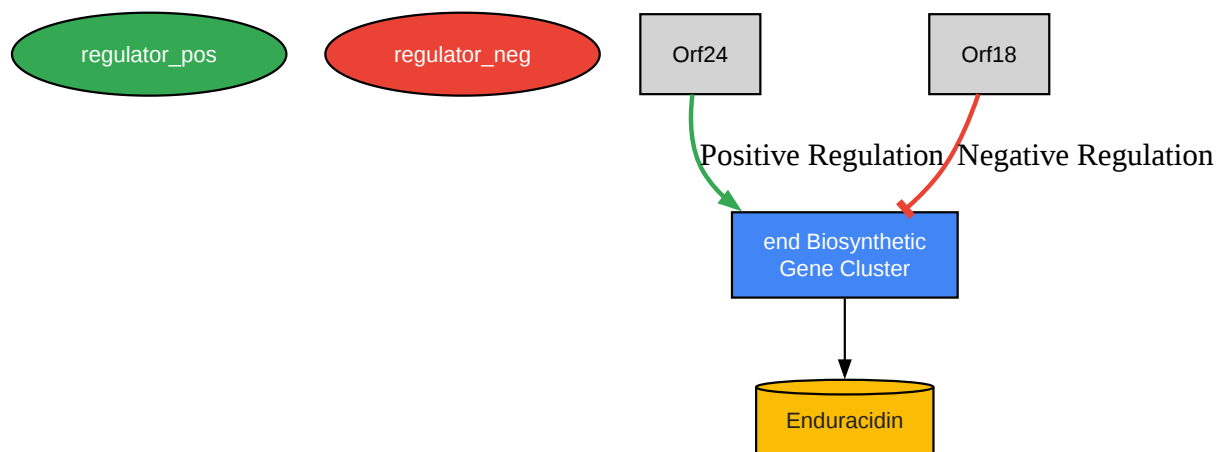 regulator_pos
regulator_neg
Orf24
Orf18
Positive Regulation
Negative Regulation
end Biosynthetic
Gene Cluster
Enduracidin